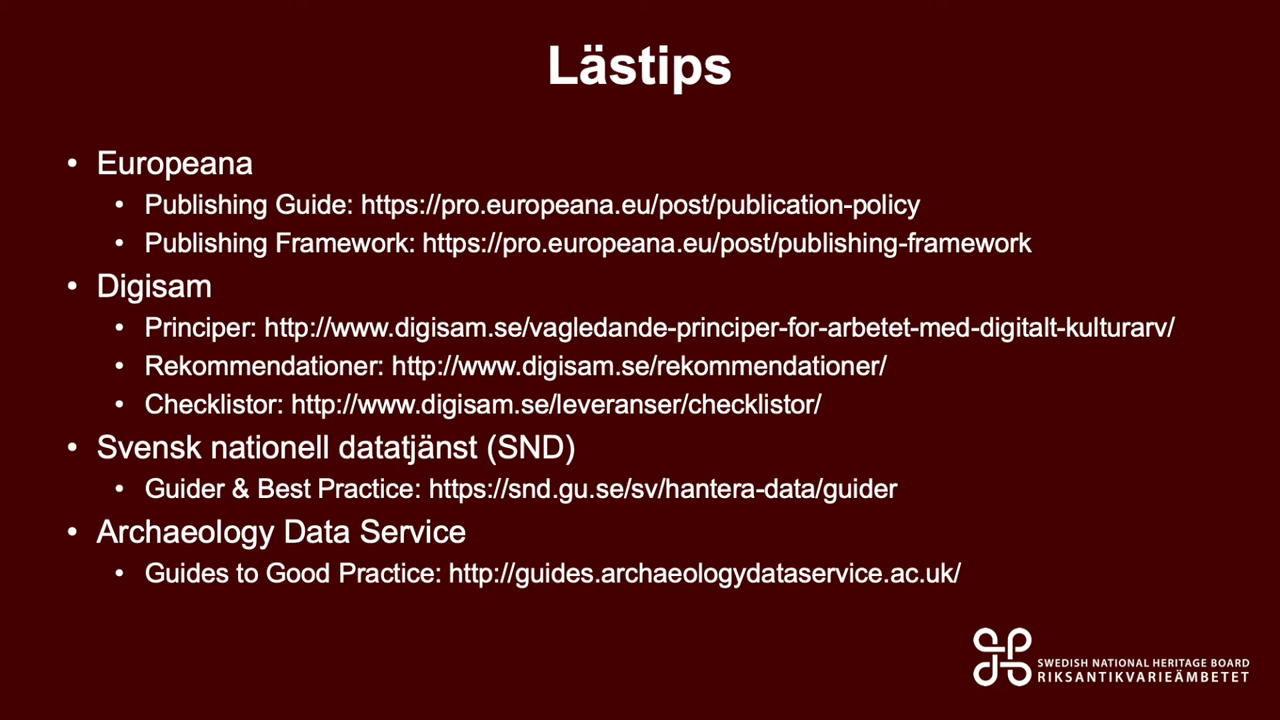 Lästips
• Europeana
• Publishing Guide: https://pro.europeana.eu/post/publication-policy
• Publishing Framework: https://pro.europeana.eu/post/publishing-framework
• Digisam
• Principer: http://www.digisam.se/vagledande-principer-for-arbetet-med-digitalt-kulturarv/
• Rekommendationer: http://www.digisam.se/rekommendationer/
• Checklistor: http://www.digisam.se/leveranser/checklistor/
• Svensk nationell datatjänst (SND)
• Guider & Best Practice: https://snd.gu.se/sv/hantera-data/guider
• Archaeology Data Service
• Guides to Good Practice: http://guides.archaeologydataservice.ac.uk/
SWEDISH NATIONAL HERITAGE BOARD
RIKSANTIKVARIEÄMBETET